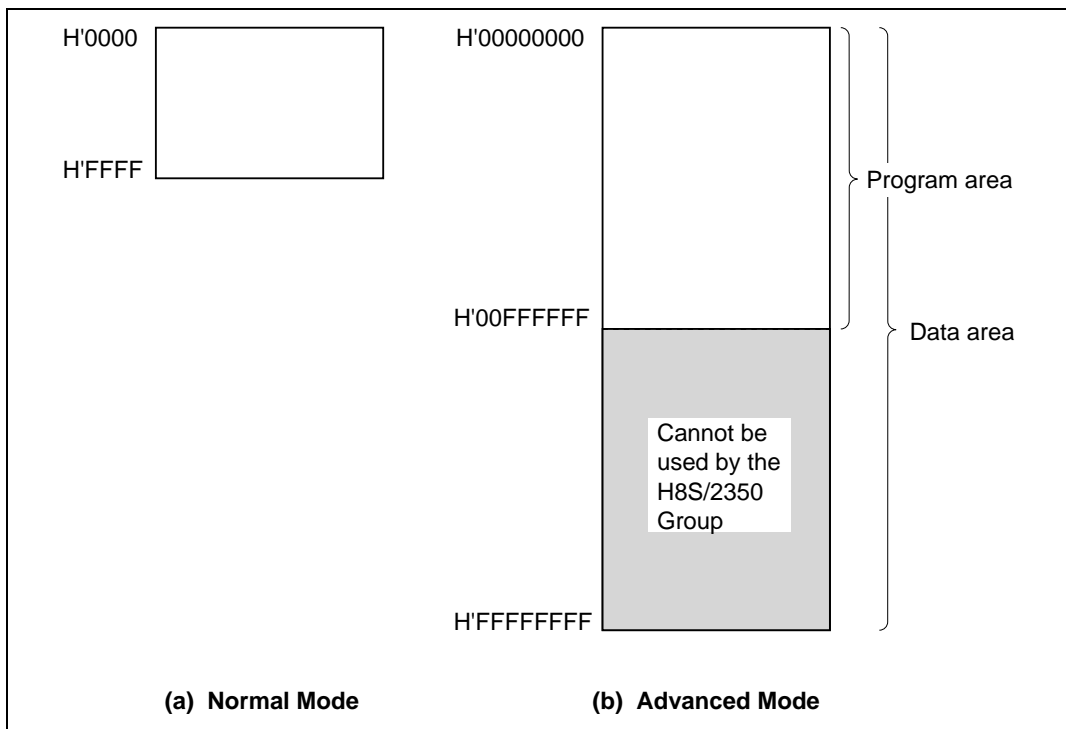 H'0000
H'FFFF
H'00000000
H'00FFFFFF
H'FFFFFFFF
Program area
Data area
Cannot be
used by the
H8S/2350
Group
(a) Normal Mode
(b) Advanced Mode